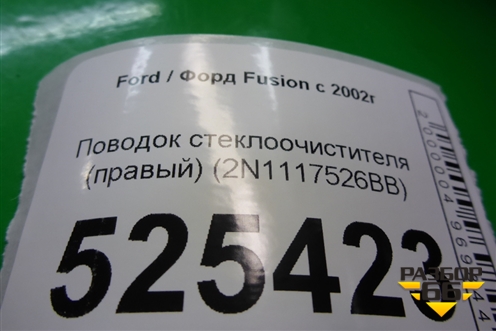 Ford / Форд Fusion с 2002г
Поводок стеклоочистителя
(правый) (2N1117526BB)
525423
РАЗБОР
66